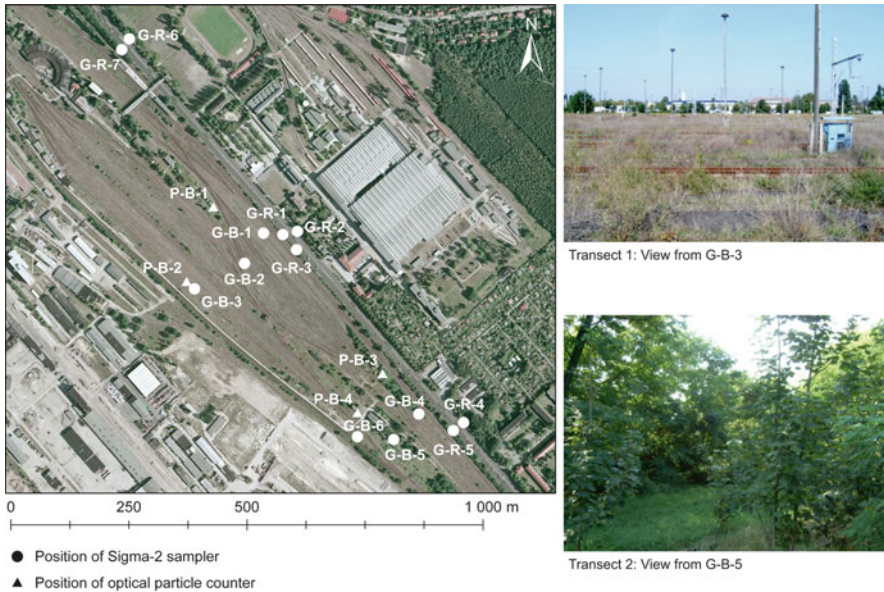 N
G-R-6
G-R-7
P-B-1
G-R-1
G-B-1
G-R-2
G-R-3
G-B-2
P-B-2
G-B-3
P-B-3
P-B-4
G-B-4
G-R-4
G-B-6
G-B-5
G-R-5
0 250 500 1 000 m
Position of Sigma-2 sampler
Position of optical particle counter
Transect 1: View from G-B-3
Transect 2: View from G-B-5